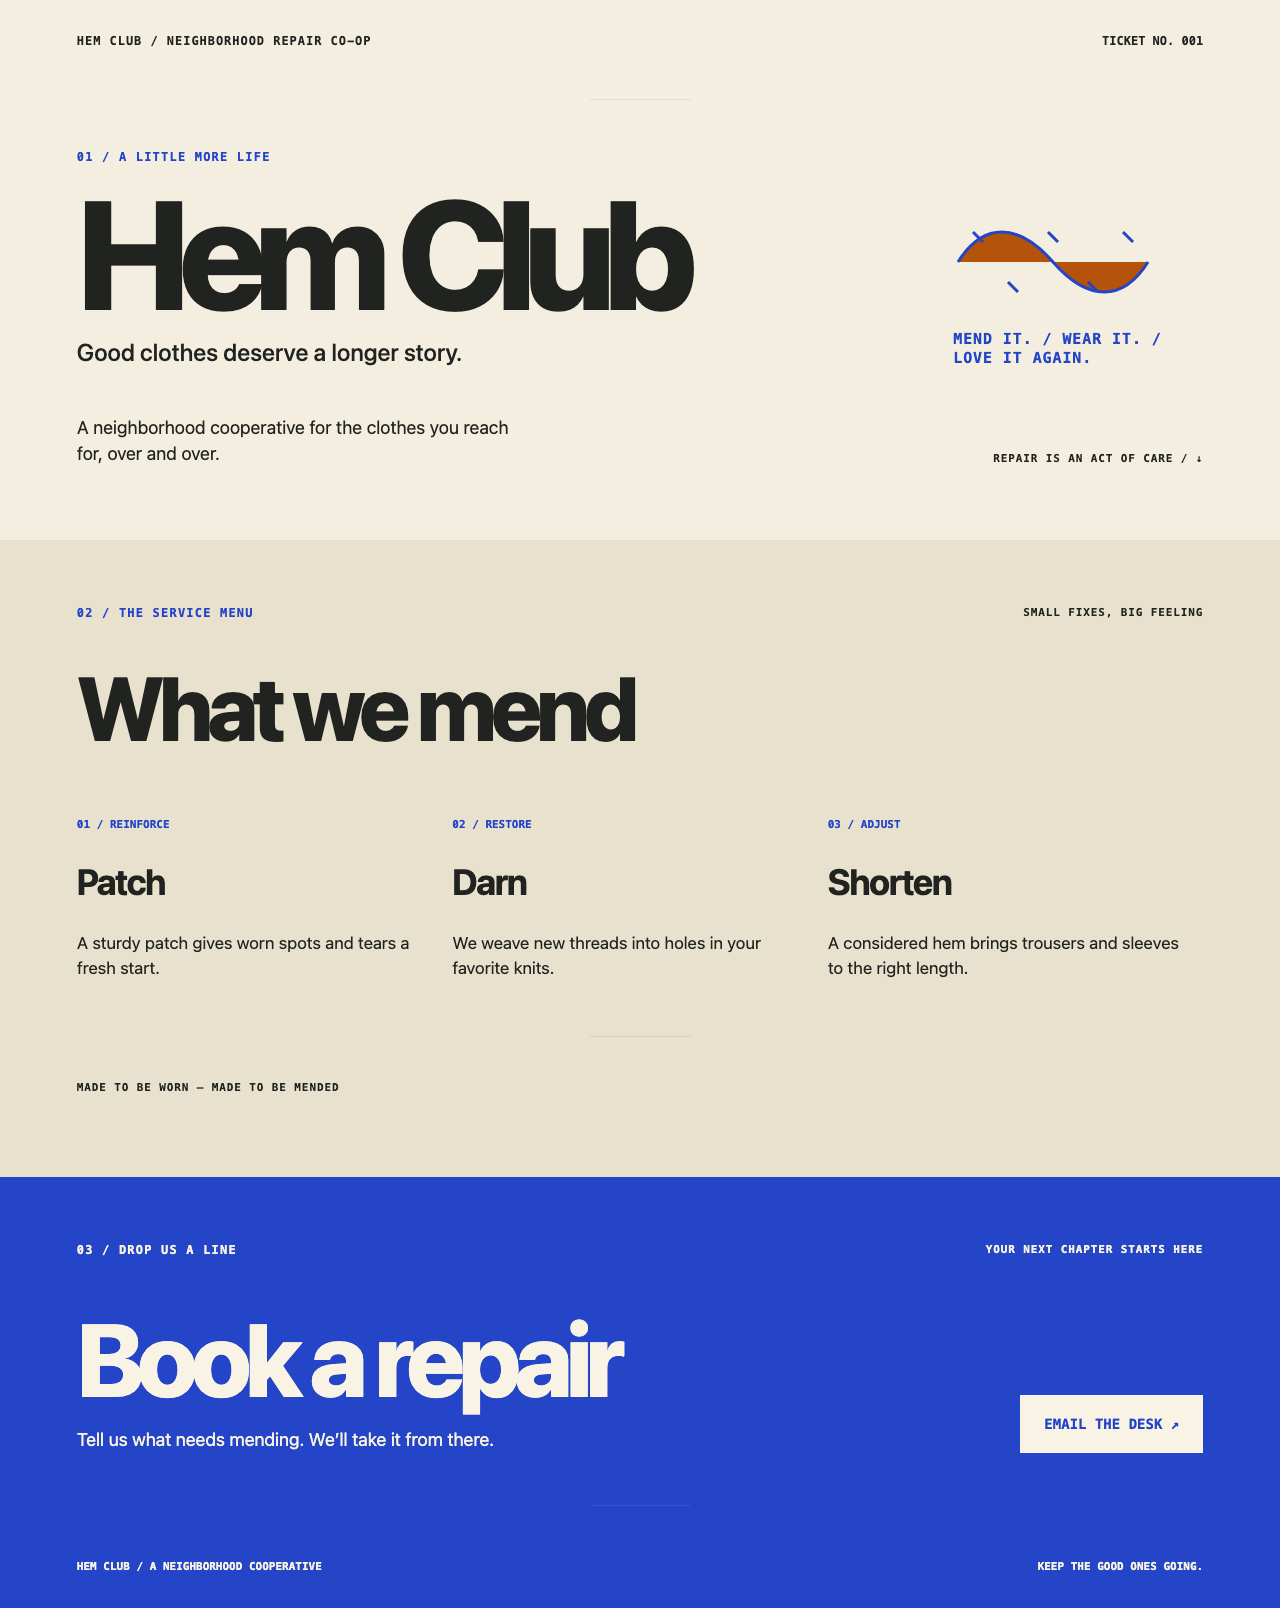 HEM CLUB / NEIGHBORHOOD REPAIR CO–OP
TICKET NO. 001
01 / A LITTLE MORE LIFE
Hem Club
Good clothes deserve a longer story.
MEND IT. / WEAR IT. /
LOVE IT AGAIN.
A neighborhood cooperative for the clothes you reach
for, over and over.
REPAIR IS AN ACT OF CARE / ↓
02 / THE SERVICE MENU
SMALL FIXES, BIG FEELING
What we mend
01 / REINFORCE
Patch
A sturdy patch gives worn spots and tears a
fresh start.
02 / RESTORE
Darn
We weave new threads into holes in your
favorite knits.
03 / ADJUST
Shorten
A considered hem brings trousers and sleeves
to the right length.
MADE TO BE WORN — MADE TO BE MENDED
03 / DROP US A LINE
YOUR NEXT CHAPTER STARTS HERE
Book a repair
Tell us what needs mending. We’ll take it from there.
EMAIL THE DESK ↗
HEM CLUB / A NEIGHBORHOOD COOPERATIVE
KEEP THE GOOD ONES GOING.